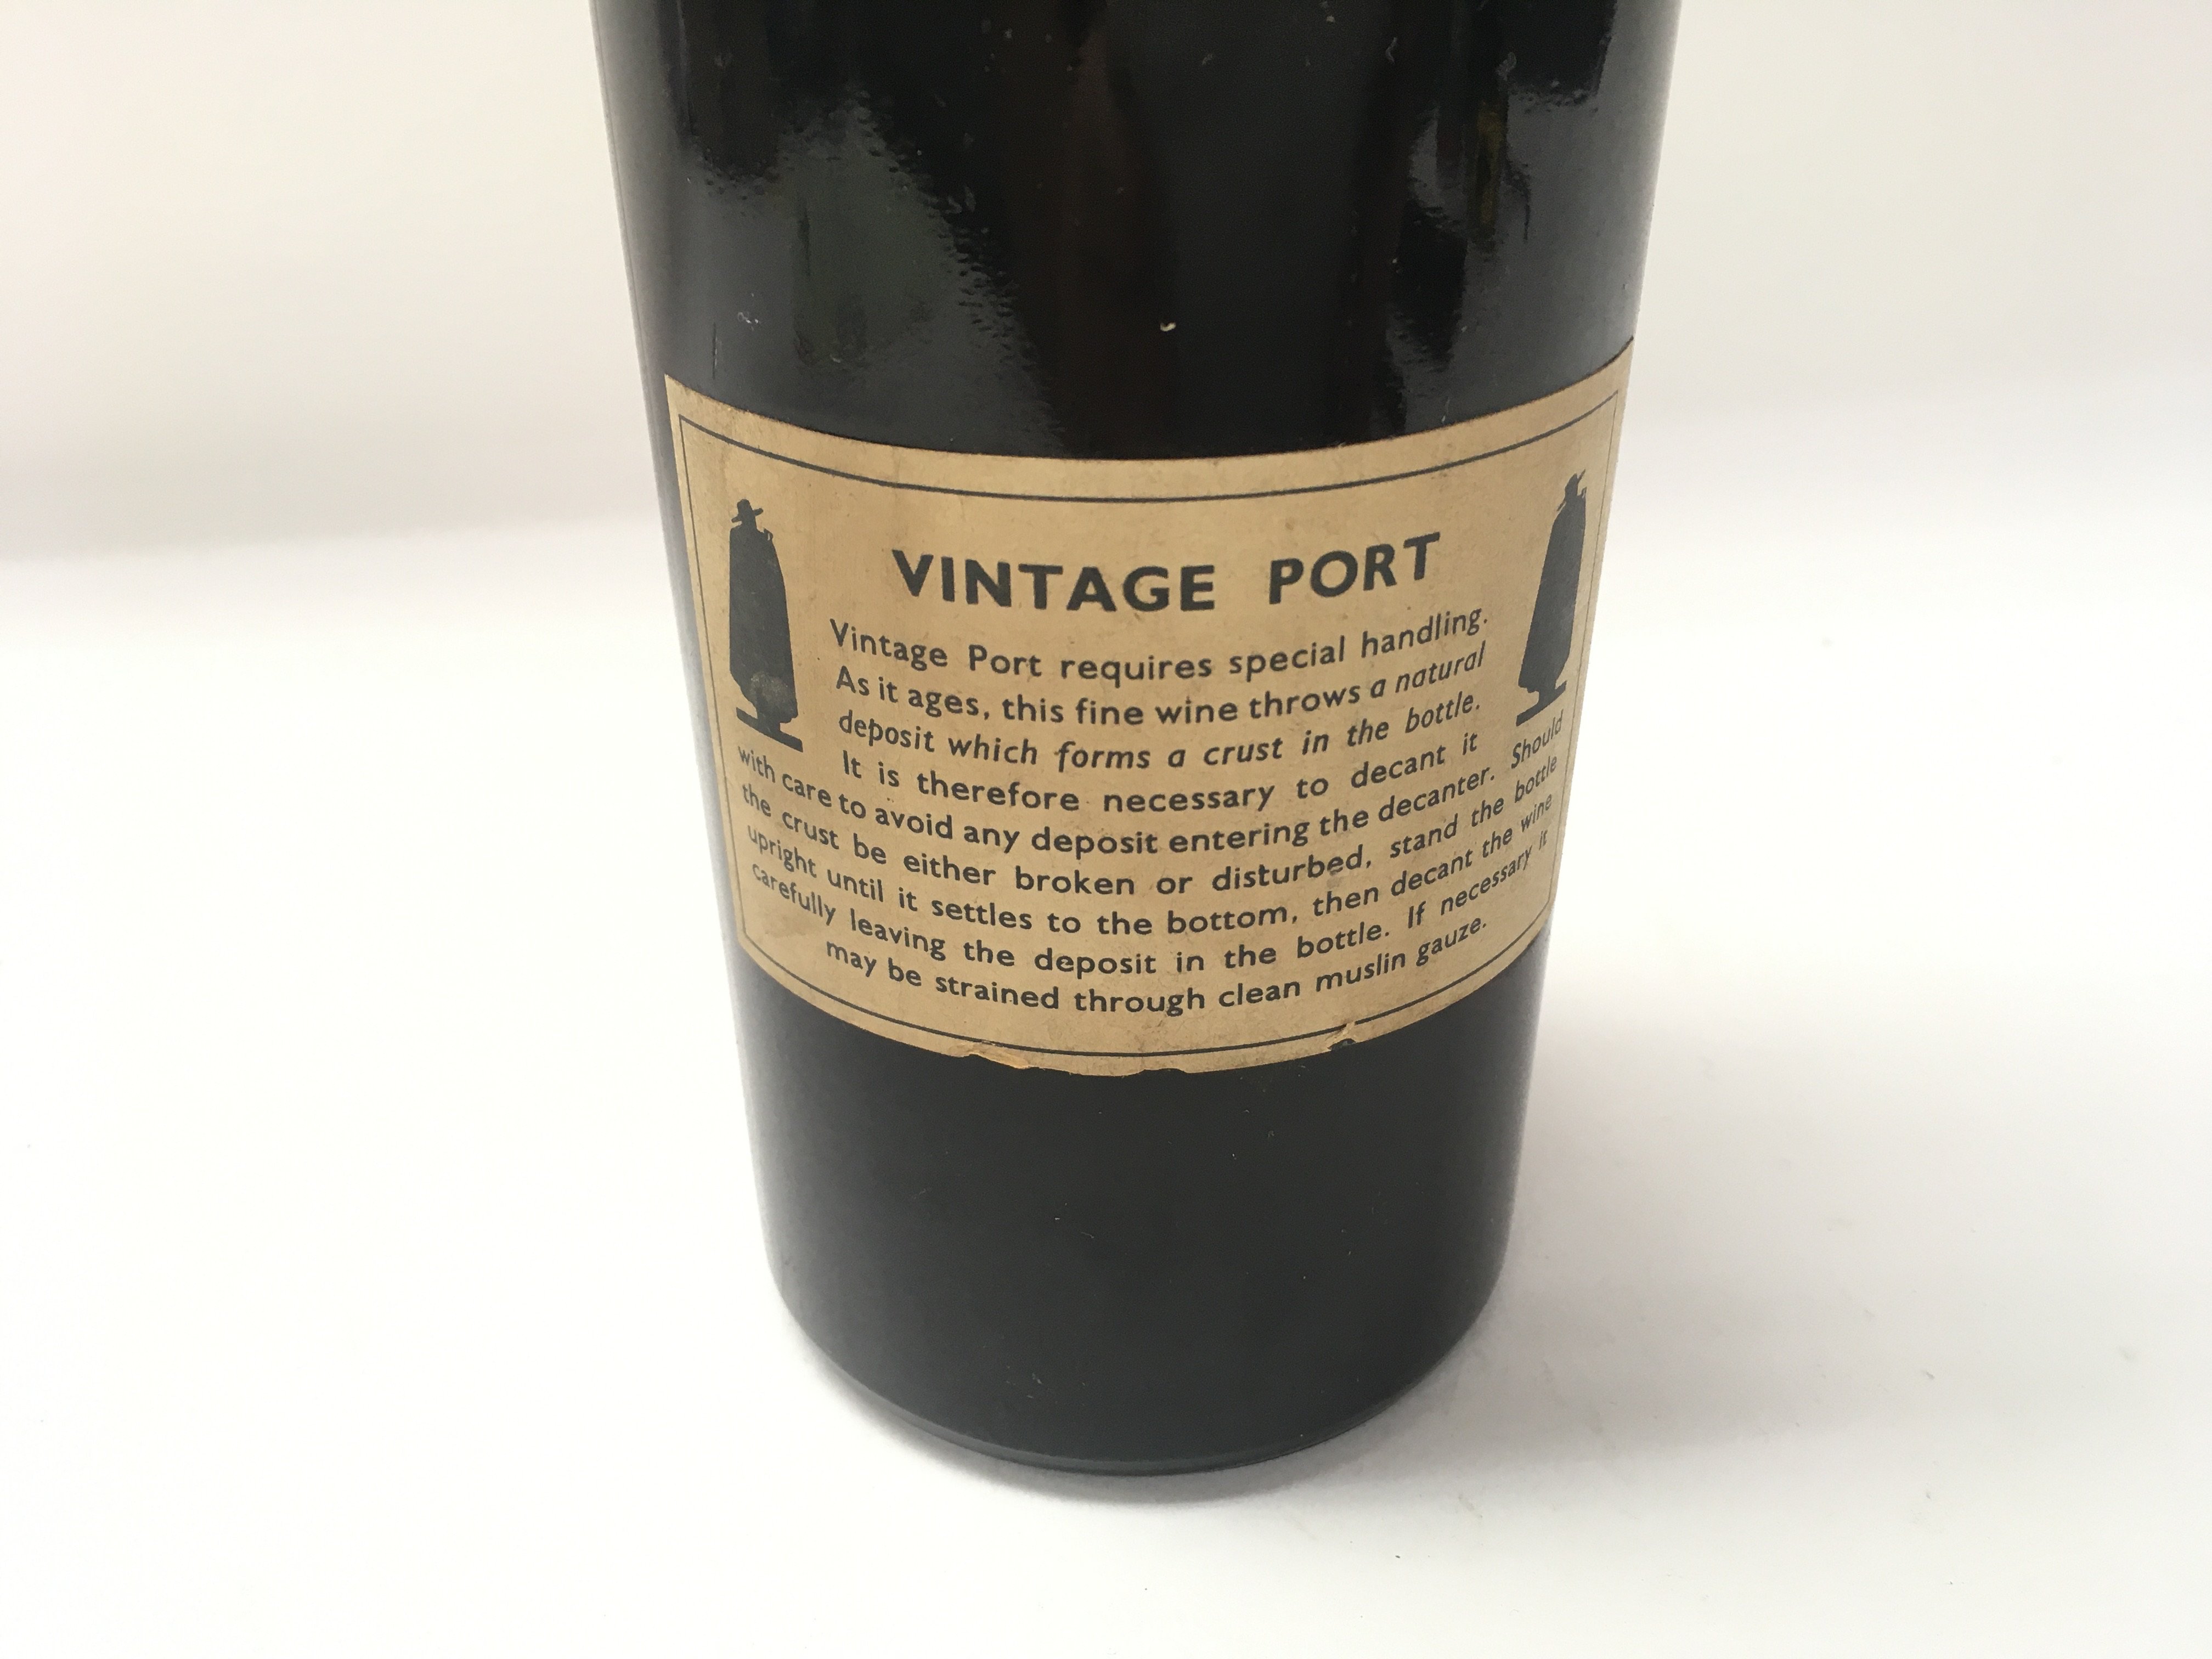 VINTAGE PORT
Vintage Port requires special handling.
As it ages, this fine wine throws a natural
deposit which forms a crust in the bottle.
It is therefore necessary to decant it
with care to avoid any deposit entering the decanter. Should
the crust be either broken or disturbed, stand the bottle
upright until it settles to the bottom, then decant the wine
carefully leaving the deposit in the bottle. If necessary it
may be strained through clean muslin gauze.